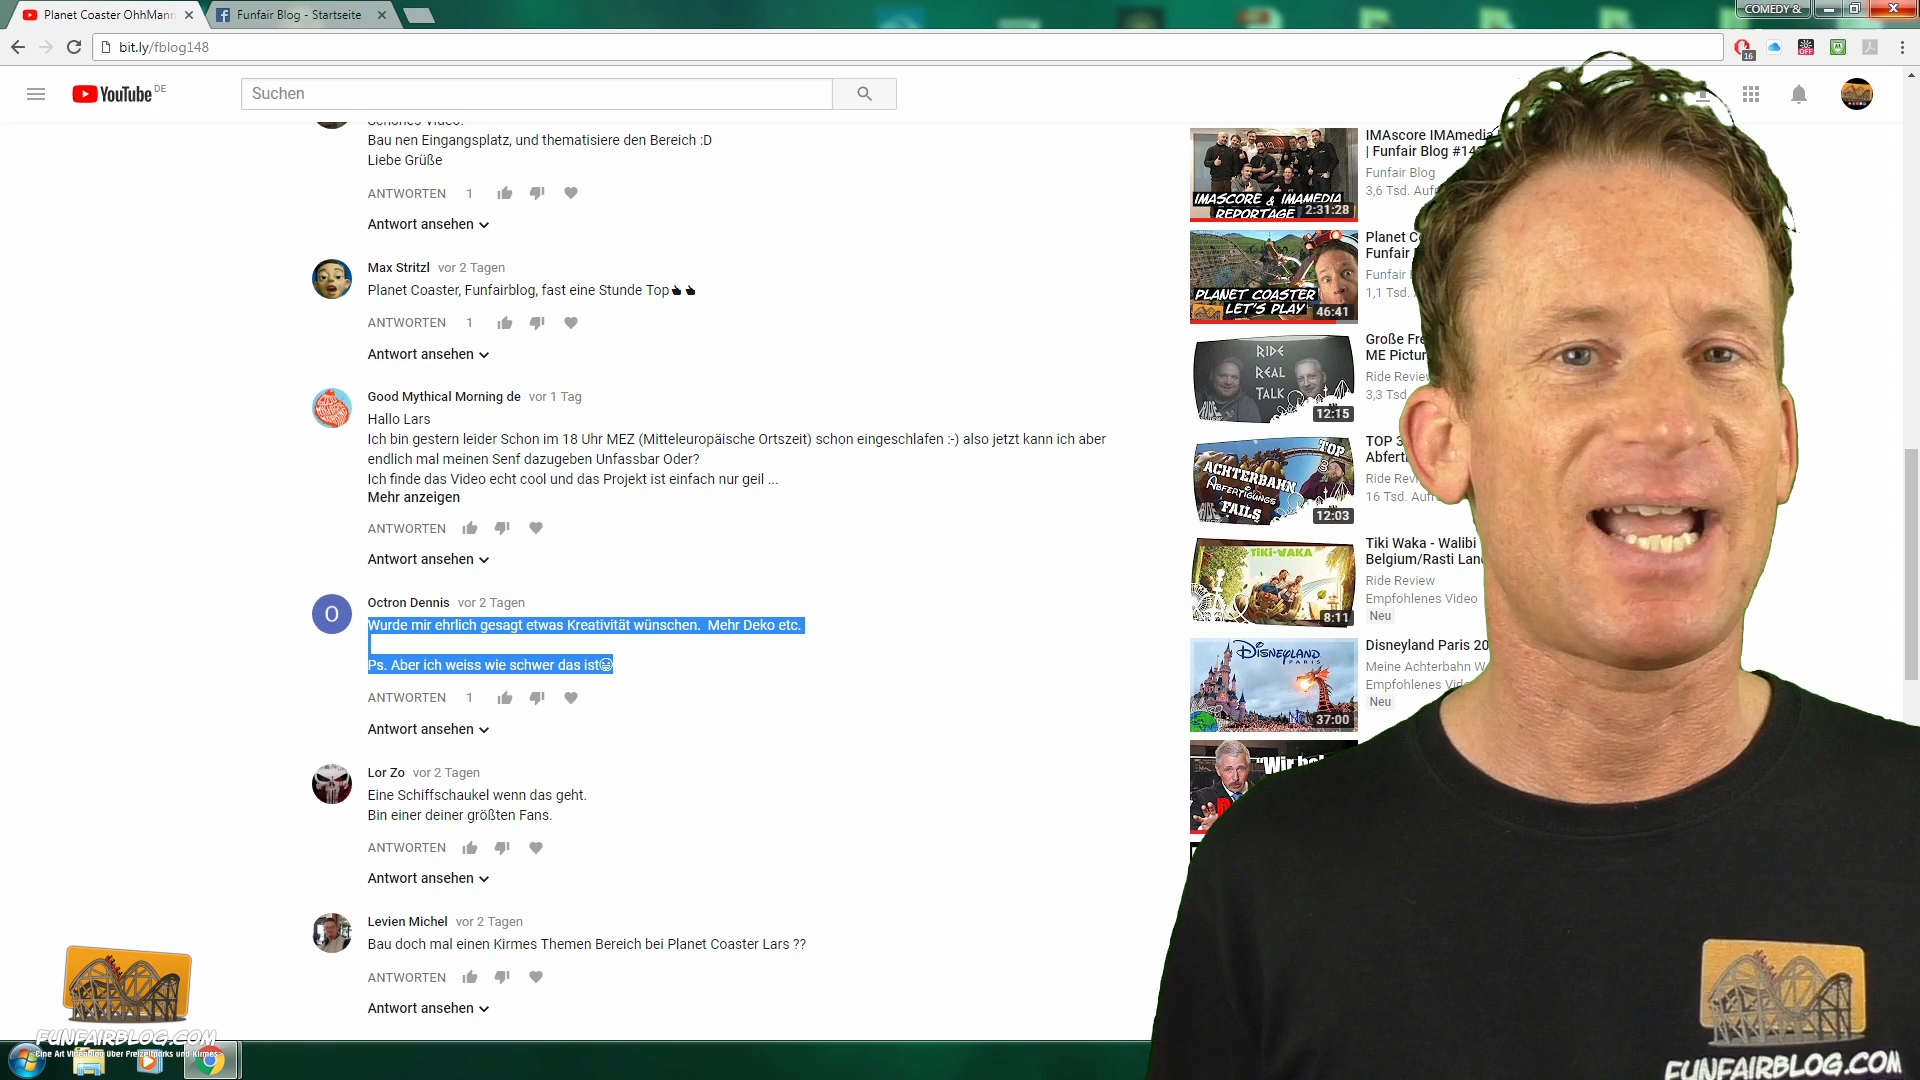 Planet Coaster OhhMann
Funfair Blog - Startseite
COMEDY &
bit.ly/fblog148
16
OFF
YouTube DE
Suchen
Schönes Video!
Bau nen Eingangsplatz, und thematisiere den Bereich :D
Liebe Grüße
ANTWORTEN 1
Antwort ansehen
Max Stritzl vor 2 Tagen
Planet Coaster, Funfairblog, fast eine Stunde Top
ANTWORTEN 1
Antwort ansehen
Good Mythical Morning de vor 1 Tag
Hallo Lars
Ich bin gestern leider Schon im 18 Uhr MEZ (Mitteleuropäische Ortszeit) schon eingeschlafen :-) also jetzt kann ich aber
endlich mal meinen Senf dazugeben Unfassbar Oder?
Ich finde das Video echt cool und das Projekt ist einfach nur geil ...
Mehr anzeigen
ANTWORTEN
Antwort ansehen
O
Octron Dennis vor 2 Tagen
Wurde mir ehrlich gesagt etwas Kreativität wünschen.  Mehr Deko etc.
Ps. Aber ich weiss wie schwer das ist😀
ANTWORTEN 1
Antwort ansehen
Lor Zo vor 2 Tagen
Eine Schiffschaukel wenn das geht.
Bin einer deiner größten Fans.
ANTWORTEN
Antwort ansehen
Levien Michel vor 2 Tagen
Bau doch mal einen Kirmes Themen Bereich bei Planet Coaster Lars ??
ANTWORTEN
Antwort ansehen
IMASCORE & IMAMEDIA
REPORTAGE
2:31:28
IMAscore IMAmedia
| Funfair Blog #14
Funfair Blog
3,6 Tsd. Auf
PLANET COASTER
LET'S PLAY
46:41
Planet C
Funfair
Funfair
1,1 Tsd.
RIDE
REAL
TALK
RIDE
12:15
Große Fre
ME Pictur
Ride Review
3,3 Tsd.
TOP
3
ACHTERBAHN
ABFERTIGUNGS
FAILS
12:03
TOP 3
Abferti
Ride Rev
16 Tsd. Auf
TIKI-WAKA
8:11
Tiki Waka - Walibi
Belgium/Rasti Lan
Ride Review
Empfohlenes Video
Neu
DISNEYLAND
PARIS
37:00
Disneyland Paris 20
Meine Achterbahn W
Empfohlenes Vide
Neu
"Wir hab
FUNFAIRBLOG.COM
-Eine Art Videoblog über Freizeitparks und Kirmes-
FUNFAIRBLOG.COM